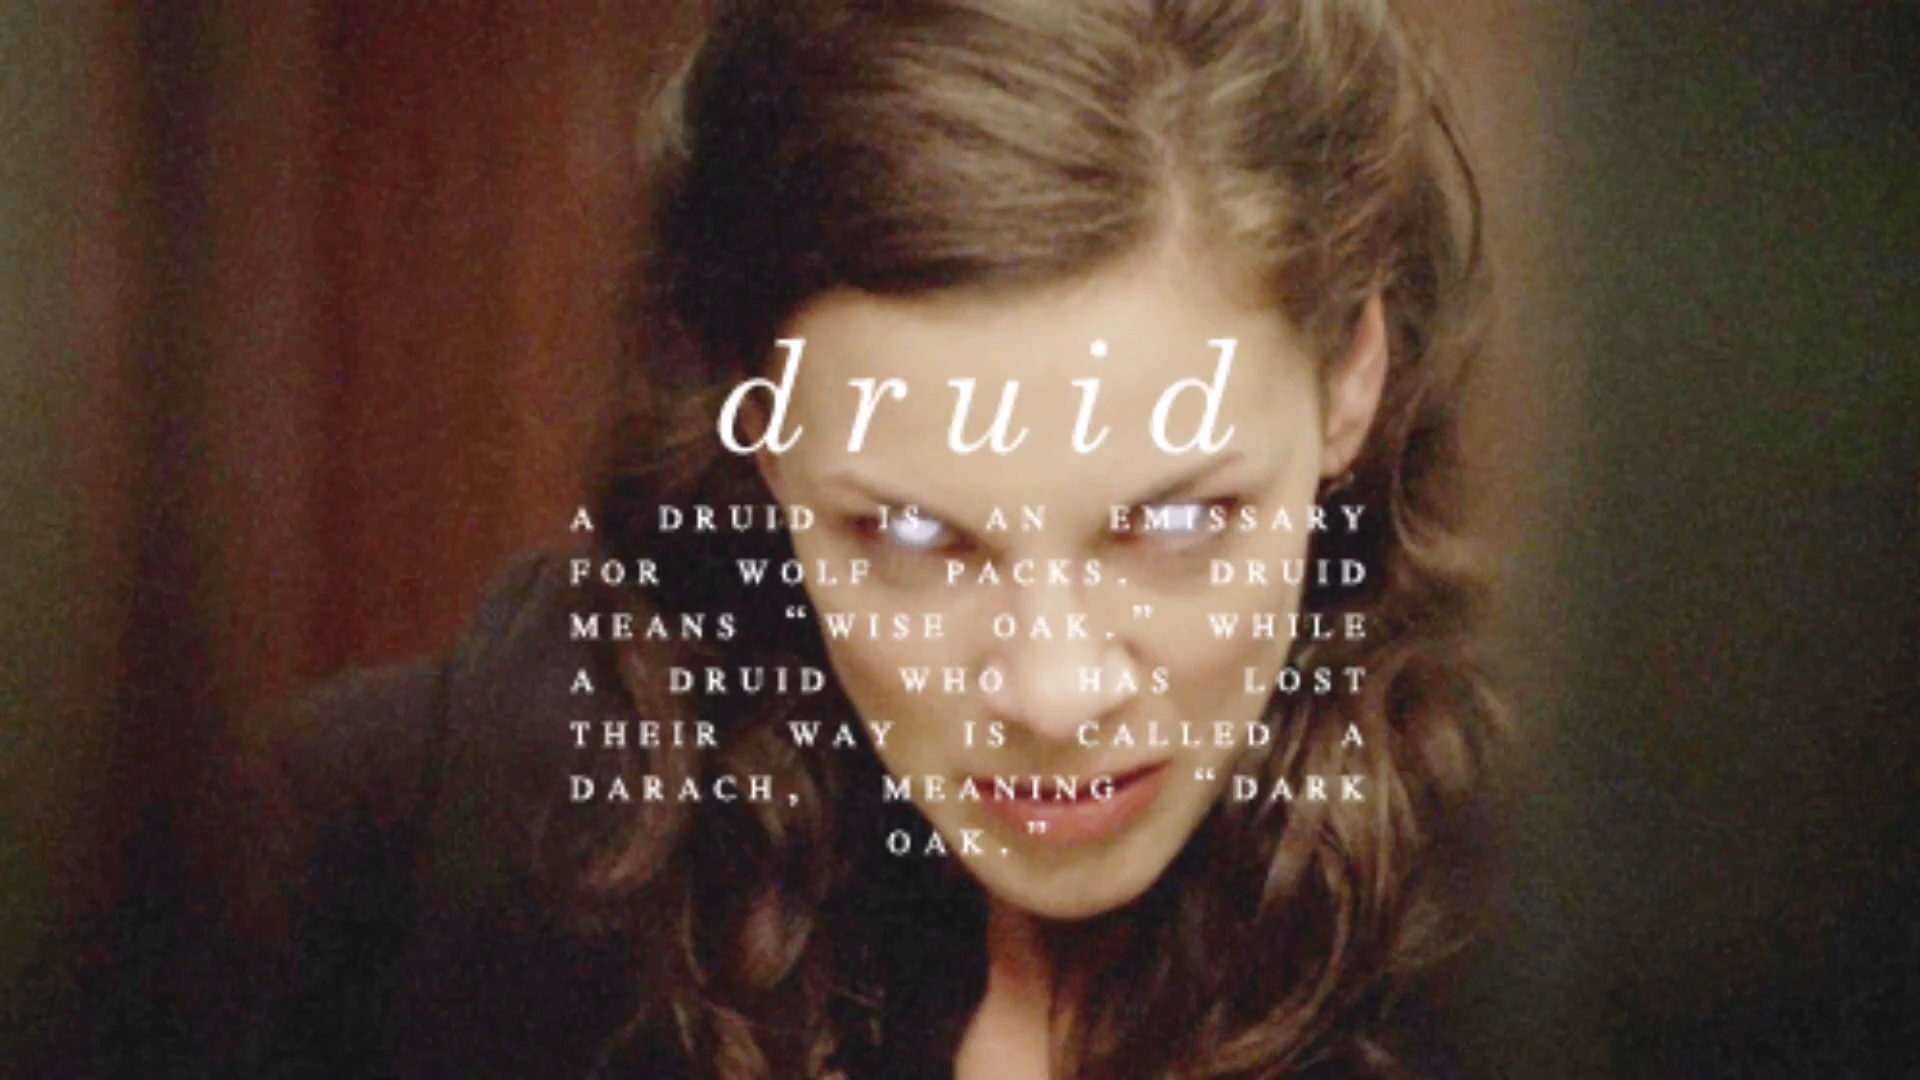 druid
A DRUID IS AN EMISSARY
FOR WOLF PACKS. DRUID
MEANS “WISE OAK.” WHILE
A DRUID WHO HAS LOST
THEIR WAY IS CALLED A
DARACH, MEANING “DARK
OAK.”